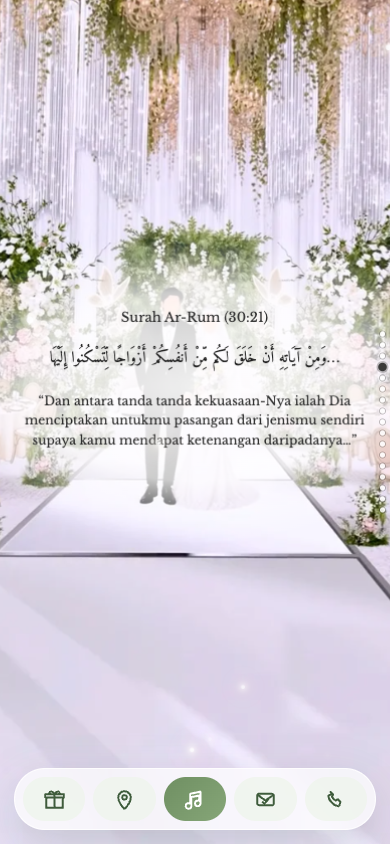 Surah Ar-Rum (30:21)
وَمِنْ آيَاتِهِ أَنْ خَلَقَ لَكُم مِّنْ أَنفُسِكُمْ أَزْوَاجًا لِّتَسْكُنُوا إِلَيْهَا...
“Dan antara tanda tanda kekuasaan-Nya ialah Dia
menciptakan untukmu pasangan dari jenismu sendiri
supaya kamu mendapat ketenangan daripadanya...”